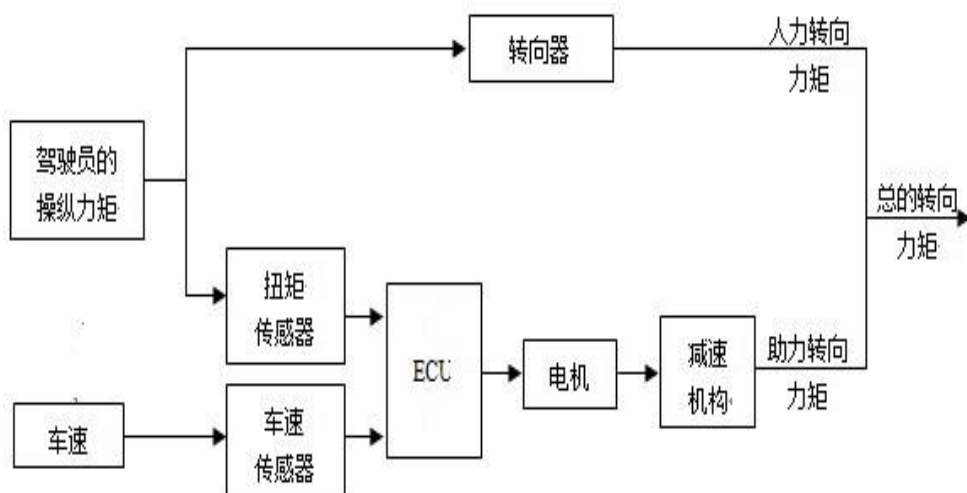 转向器
人力转向
力矩
驾驶员的
操纵力矩
总的转向
力矩
扭矩
传感器
ECU
电机
减速
机构
助力转向
力矩
车速
车速
传感器